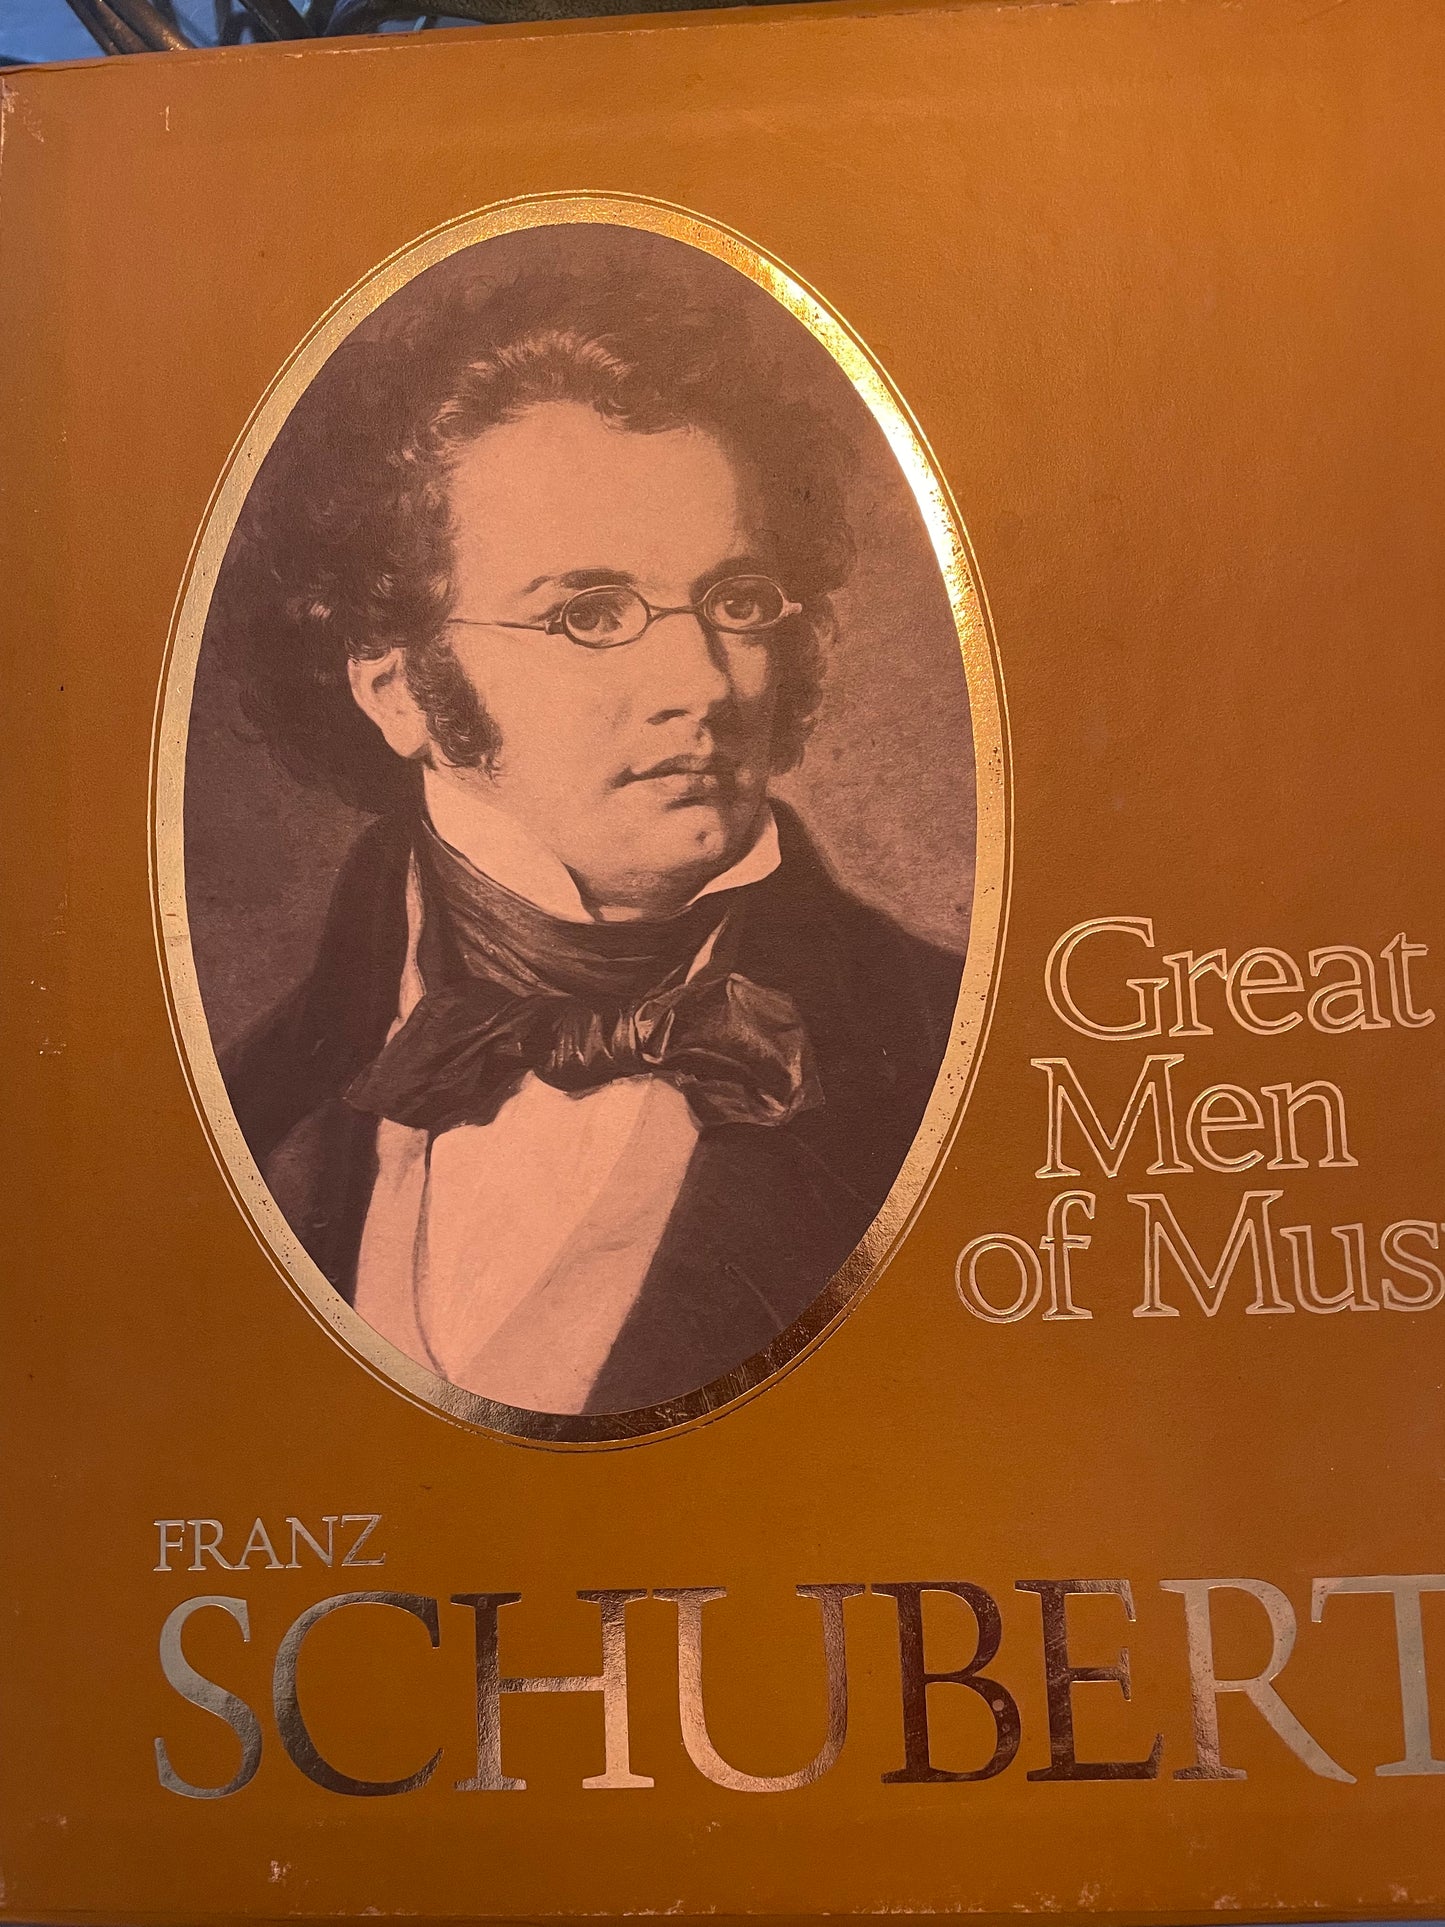 Great
Men
of Mus
FRANZ
SCHUBERT